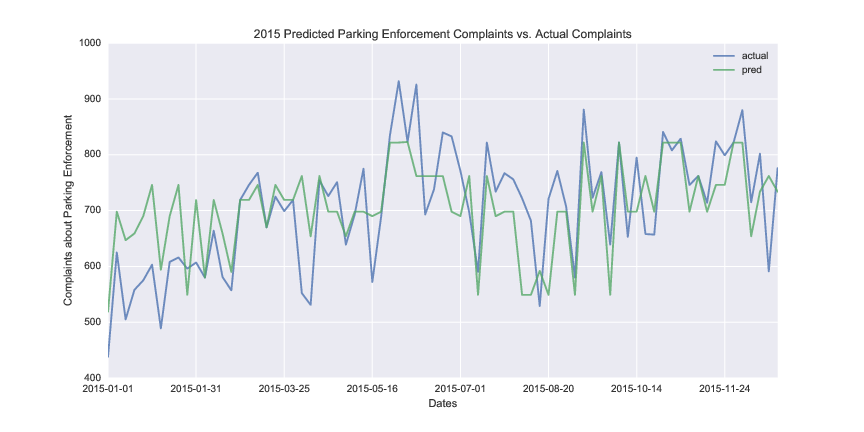 2015 Predicted Parking Enforcement Complaints vs. Actual Complaints
1000
900
800
700
600
500
400
Complaints about Parking Enforcement
actual
pred
2015-01-01 2015-01-31 2015-03-25 2015-05-16 2015-07-01 2015-08-20 2015-10-14 2015-11-24
Dates